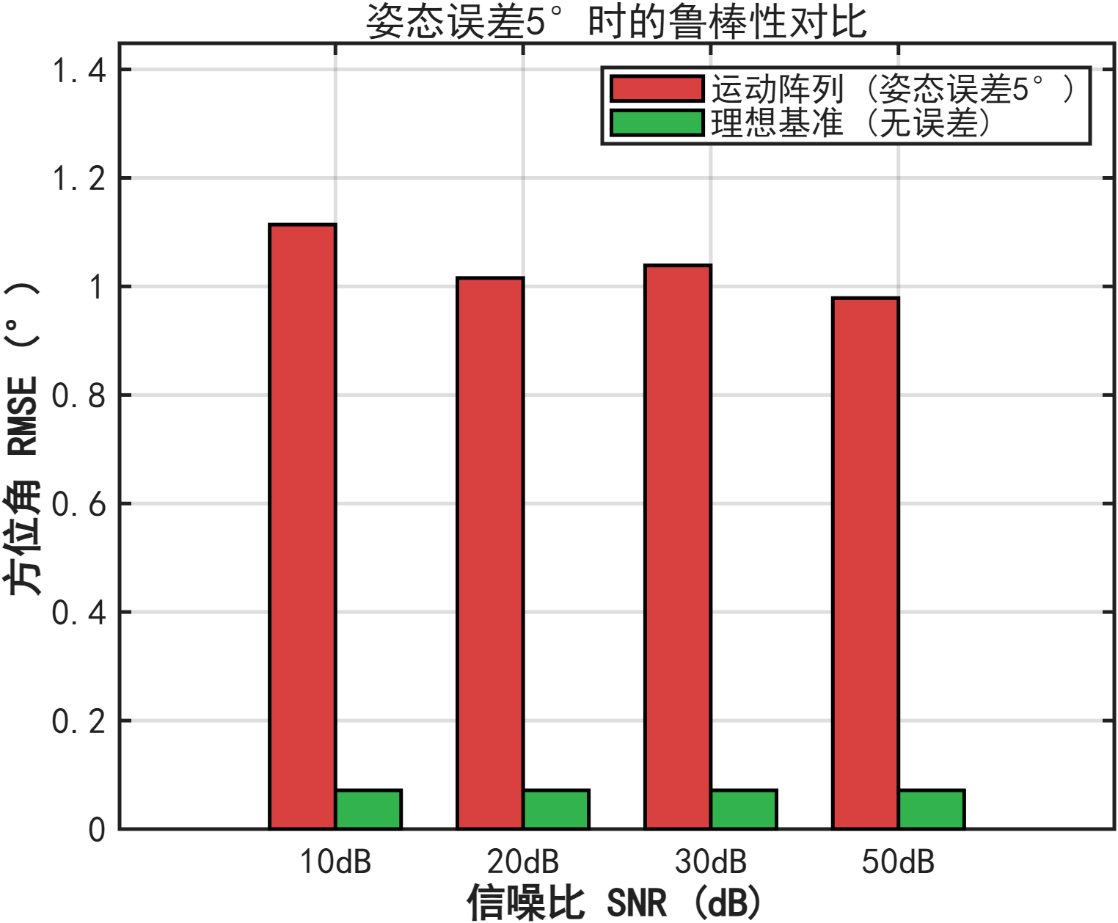 姿态误差5°时的鲁棒性对比
运动阵列（姿态误差5°）
理想基准（无误差）
方位角 RMSE (°)
1.4
1.2
1
0.8
0.6
0.4
0.2
0
10dB
20dB
30dB
50dB
信噪比 SNR (dB)